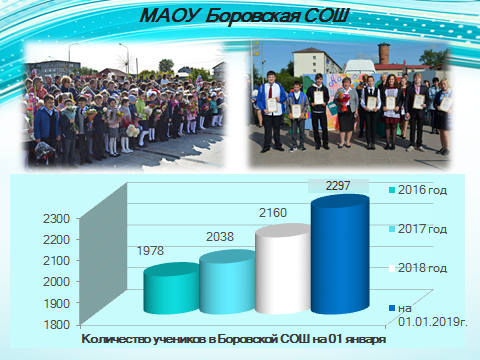 МАОУ Боровская СОШ
2297
2016 год
2300
2160
2017 год
2200
2038
2100
1978
2018 год
2000
1900
на
01.01.2019г.
1800
Количество учеников в Боровской СОШ на 01 января